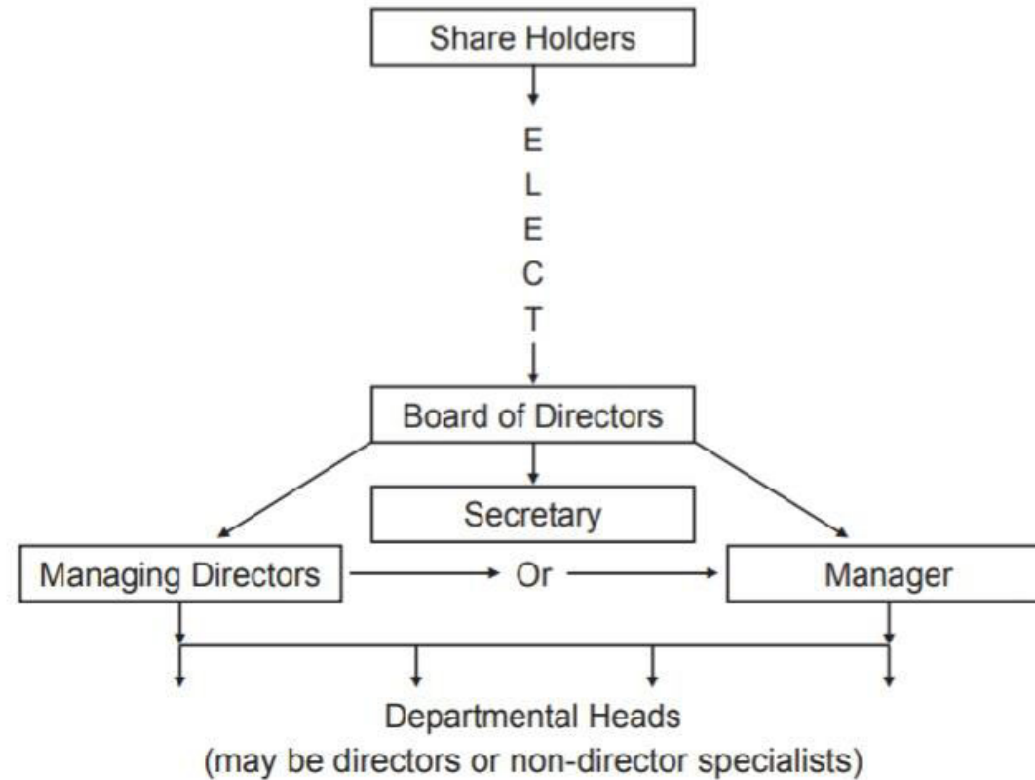 Share Holders
E
L
E
C
T
Board of Directors
Secretary
Managing Directors
Or
Manager
Departmental Heads
(may be directors or non-director specialists)